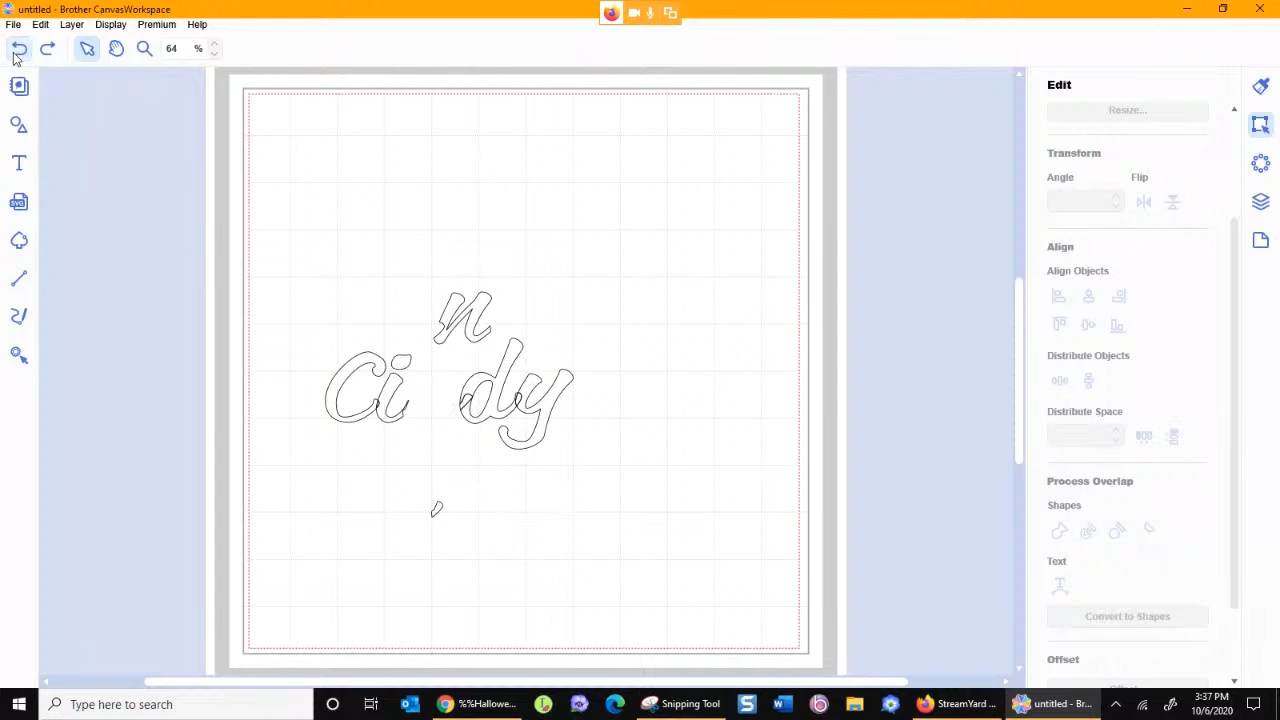 untitled - Brother CanvasWorkspace
File Edit Layer Display Premium Help
64 %
Edit
Resize...
Transform
Angle Flip
Align
Align Objects
Distribute Objects
Distribute Space
Process Overlap
Shapes
Text
Convert to Shapes
Offset
n
Ci dy
T
SVG
Type here to search
%%Hallowe...
Snipping Tool
StreamYard ...
untitled - Br...
3:37 PM
10/6/2020